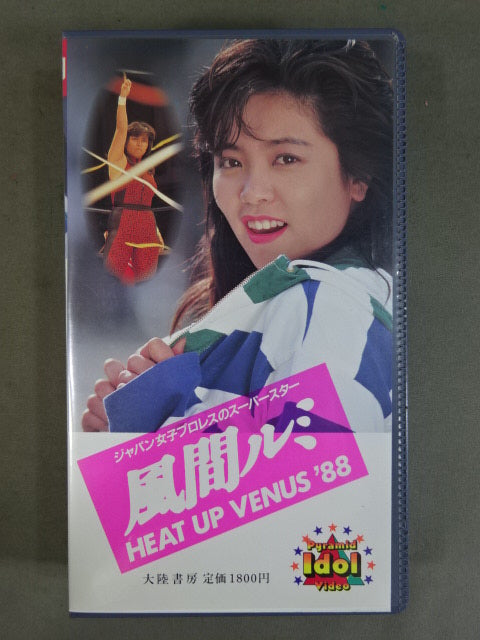 ジャパン女子プロレスのスーパースター
風間ルミ
HEAT UP VENUS '88
大陸書房 定価1800円
Pyramid
Idol
Video